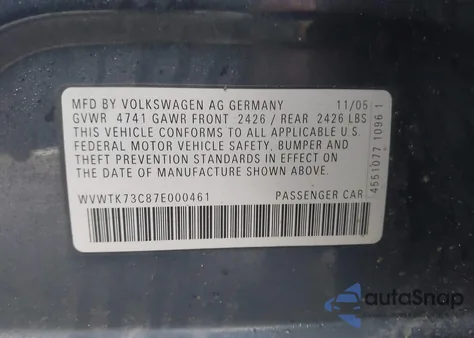 MFD BY VOLKSWAGEN AG GERMANY 11/06
GVWR 4741 GAWR FRONT 2426 / REAR 2426 LBS
THIS VEHICLE CONFORMS TO ALL APPLICABLE U.S.
FEDERAL MOTOR VEHICLE SAFETY, BUMPER AND
THEFT PREVENTION STANDARDS IN EFFECT ON THE
DATE OF MANUFACTURE SHOWN ABOVE.
WVWTK73C87E000461 PASSENGER CAR
4551077 1096 1
autoSnap